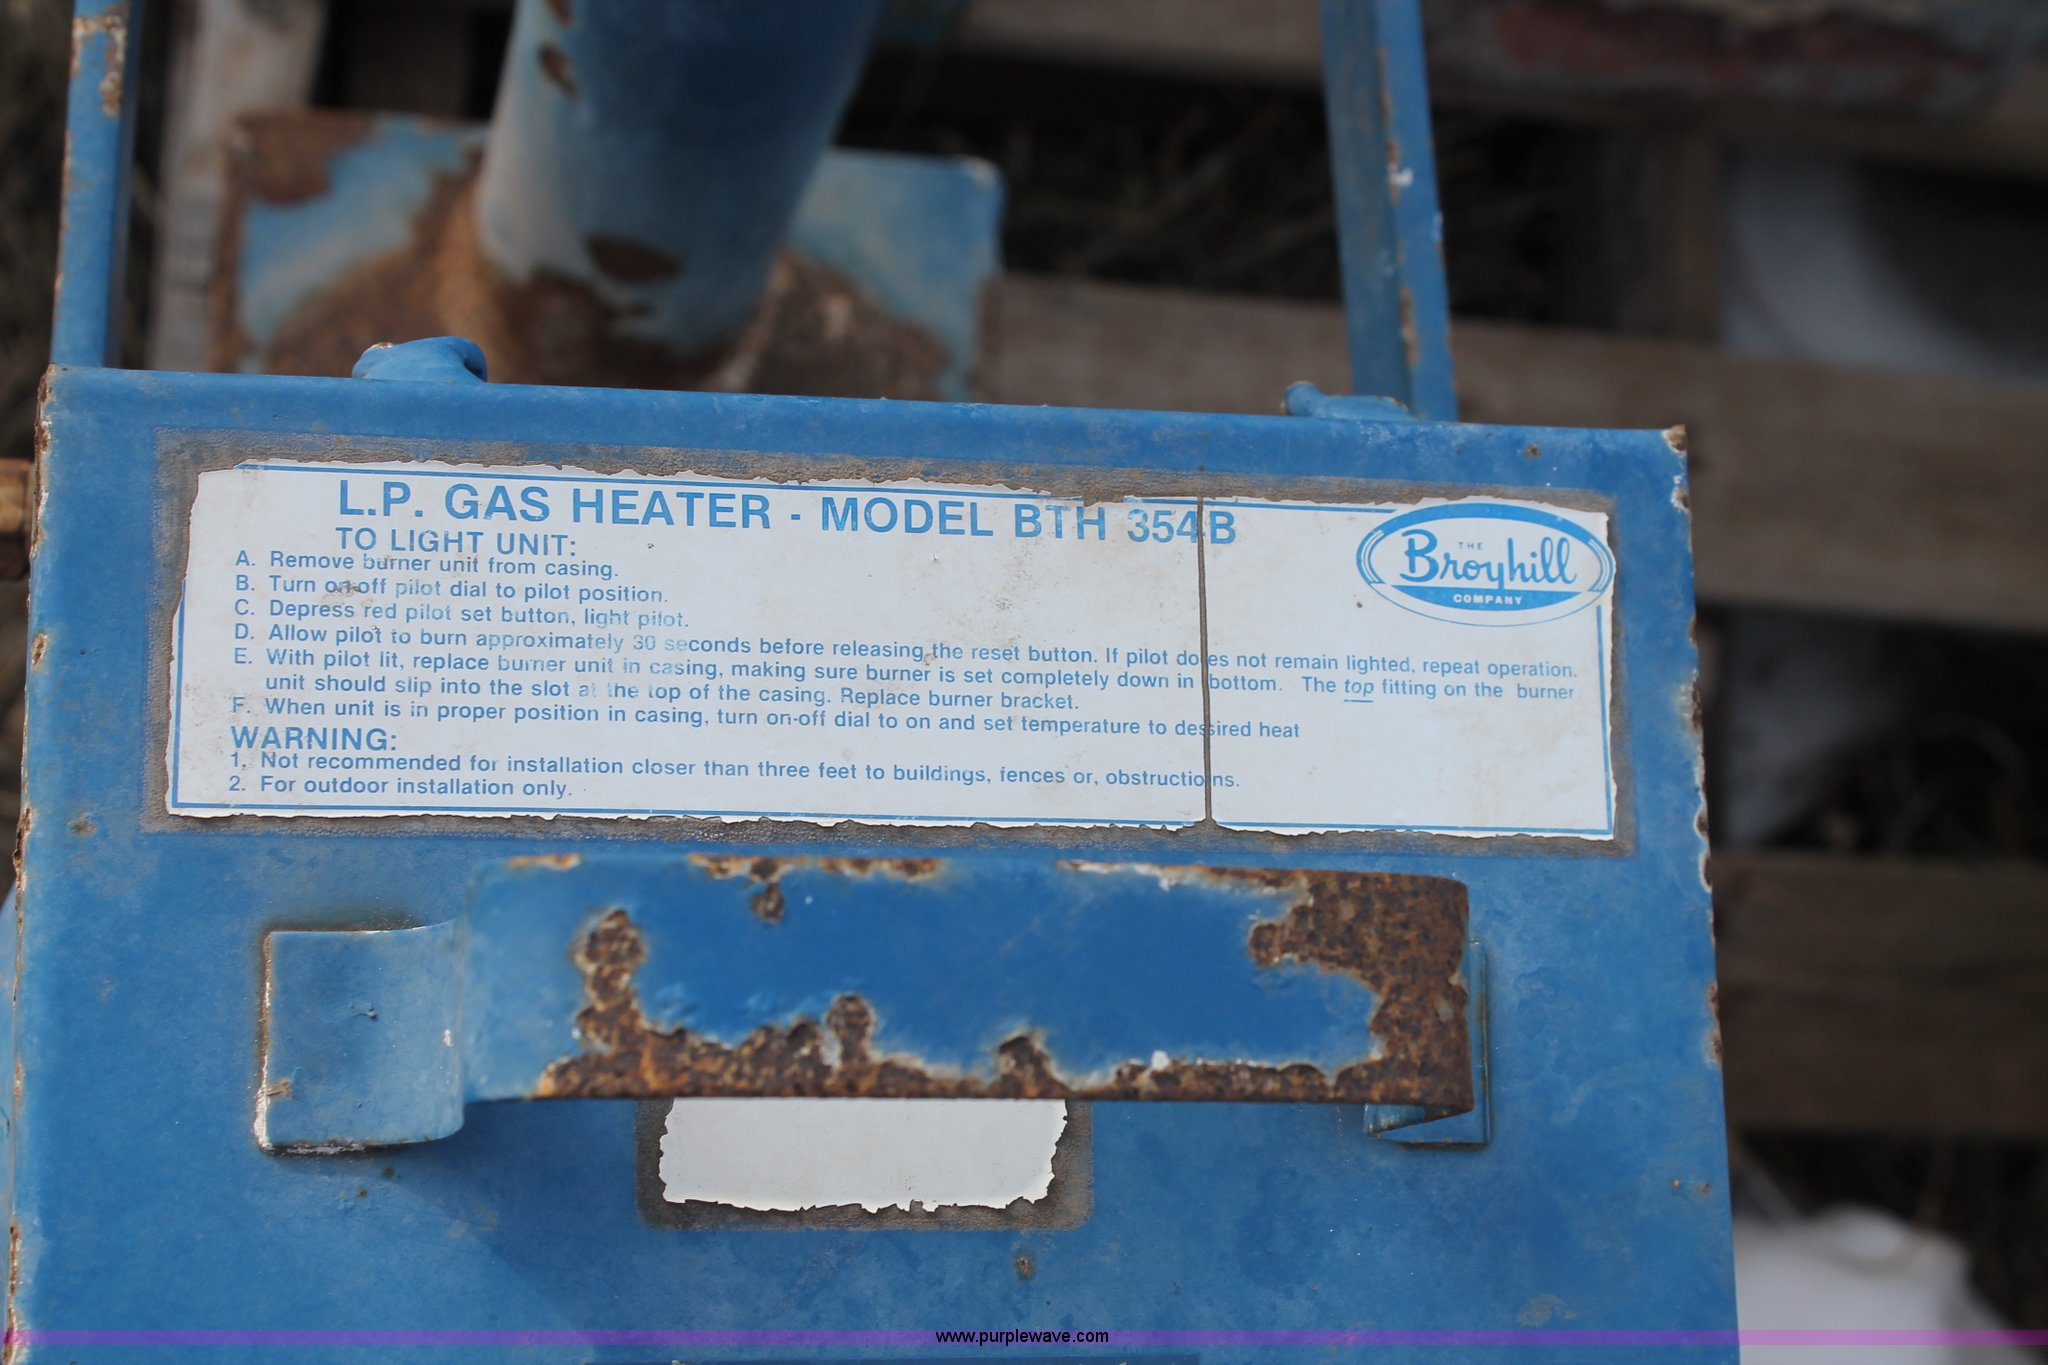 L.P. GAS HEATER - MODEL BTH 354B
TO LIGHT UNIT:
A. Remove burner unit from casing.
B. Turn on-off pilot dial to pilot position.
C. Depress red pilot set button, light pilot.
D. Allow pilot to burn approximately 30 seconds before releasing the reset button. If pilot does not remain lighted, repeat operation.
E. With pilot lit, replace burner unit in casing, making sure burner is set completely down in bottom. The top fitting on the burner
unit should slip into the slot at the top of the casing. Replace burner bracket.
F. When unit is in proper position in casing, turn on-off dial to on and set temperature to desired heat
WARNING:
1. Not recommended for installation closer than three feet to buildings, fences or, obstructions.
2. For outdoor installation only.
THE
Broyhill
COMPANY
www.purplewave.com